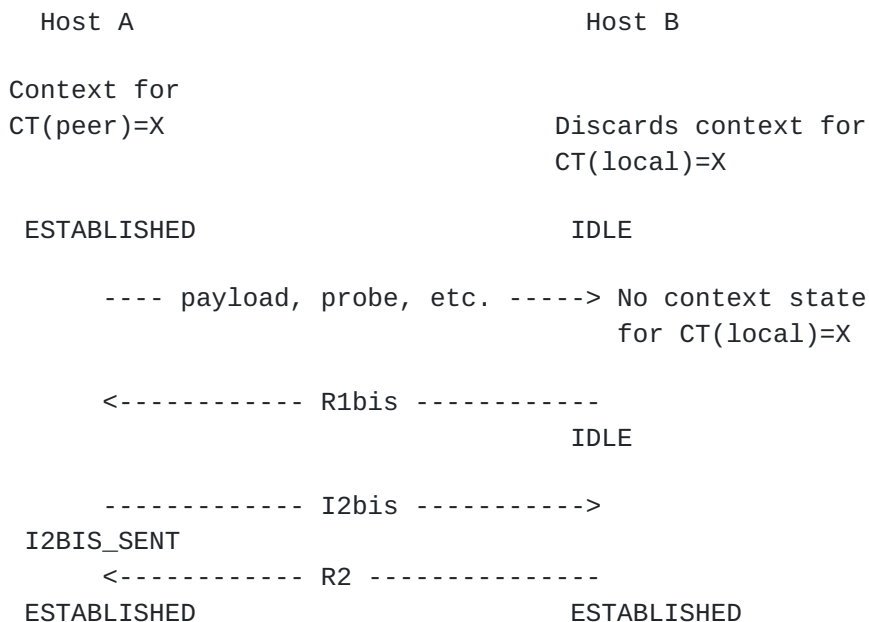 Host A                             Host B
Context for
CT(peer)=X                         Discards context for
                                   CT(local)=X
ESTABLISHED                        IDLE
---- payload, probe, etc. -----> No context state
                                 for CT(local)=X
<------------ R1bis ------------
                                   IDLE
------------- I2bis ----------->
I2BIS_SENT
<------------ R2 ---------------
ESTABLISHED                        ESTABLISHED